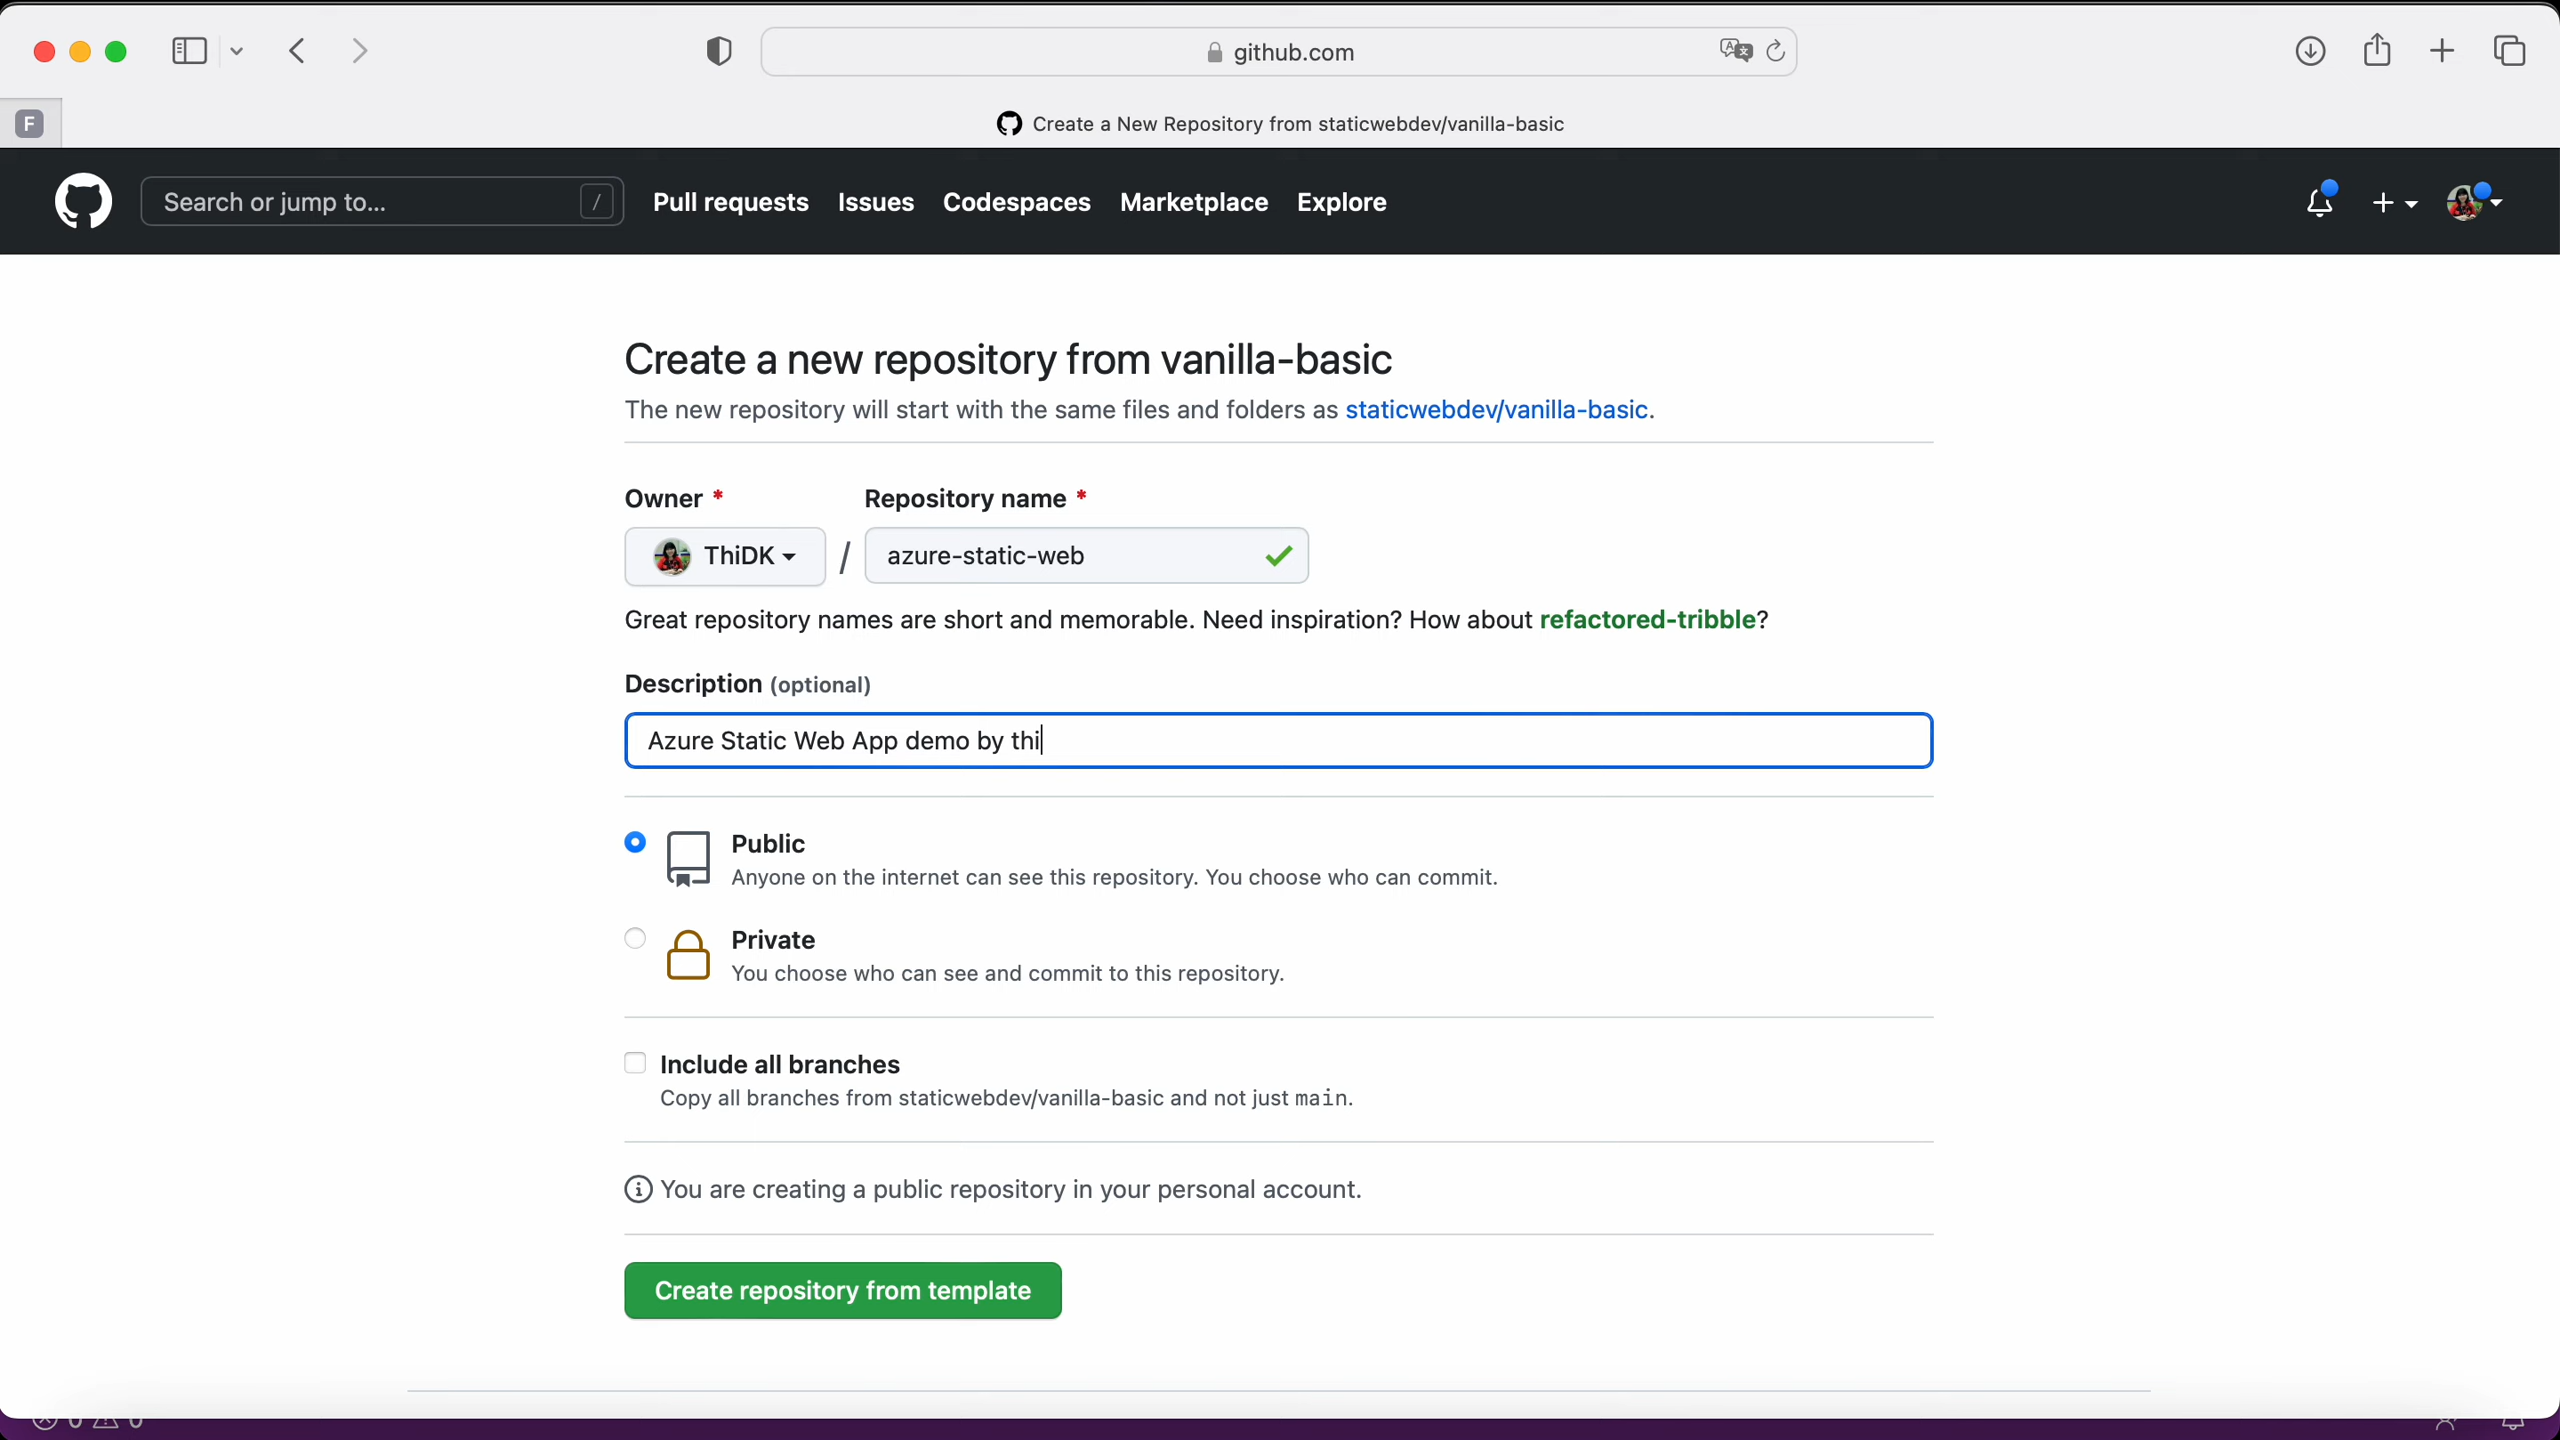 github.com
F
Create a New Repository from staticwebdev/vanilla-basic
Search or jump to... /
Pull requests Issues Codespaces Marketplace Explore
Create a new repository from vanilla-basic
The new repository will start with the same files and folders as staticwebdev/vanilla-basic.
Owner * Repository name *
ThiDK / azure-static-web
Great repository names are short and memorable. Need inspiration? How about refactored-tribble?
Description (optional)
Azure Static Web App demo by thi
Public
Anyone on the internet can see this repository. You choose who can commit.
Private
You choose who can see and commit to this repository.
Include all branches
Copy all branches from staticwebdev/vanilla-basic and not just main.
You are creating a public repository in your personal account.
Create repository from template
0 0